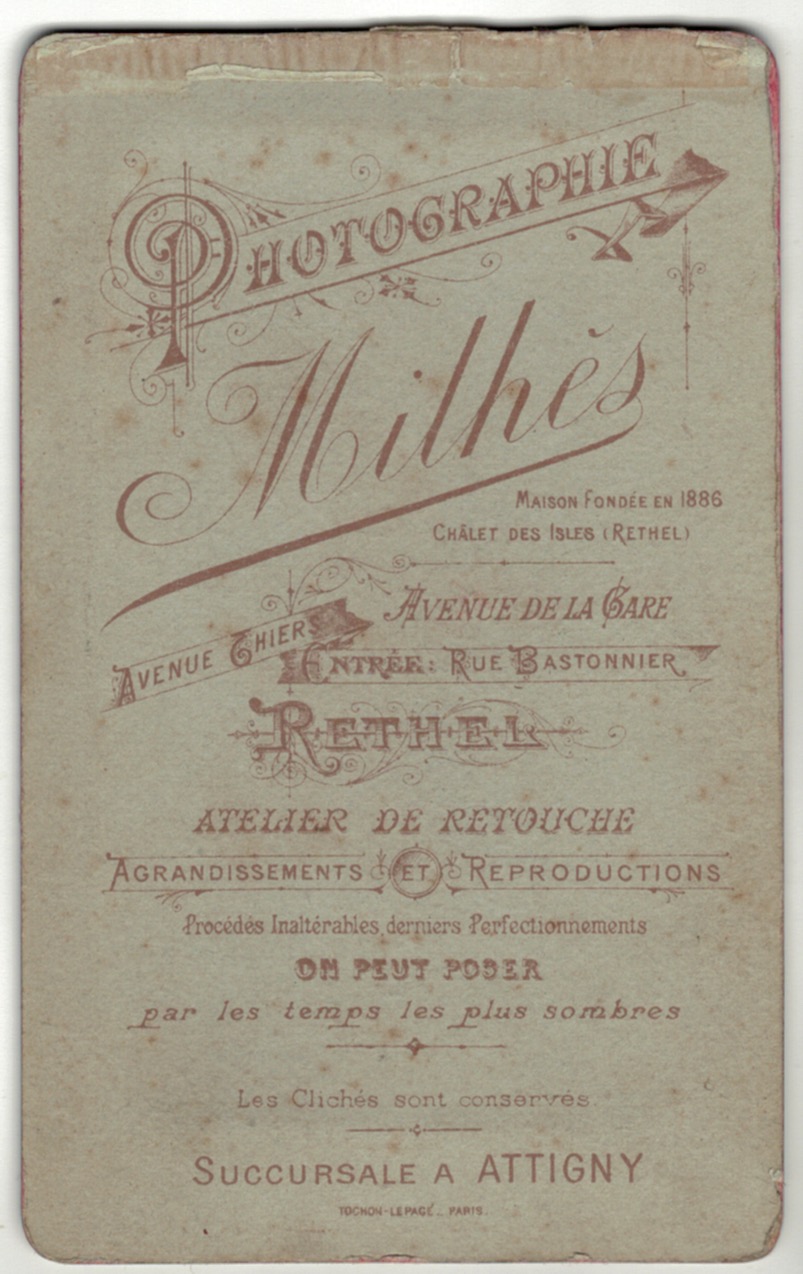 PHOTOGRAPHIE
Milhès
MAISON FONDÉE EN 1886
CHÂLET DES ISLES (RETHEL)
AVENUE DE LA GARE
AVENUE THIERS
ENTRÉE: RUE BASTONNIER
RETHEL
ATELIER DE RETOUCHE
AGRANDISSEMENTS ET REPRODUCTIONS
Procédés Inaltérables, derniers Perfectionnements
ON PEUT POSER
par les temps les plus sombres
Les Clichés sont conservés.
SUCCURSALE A ATTIGNY
TOCHON-LEPAGE_ PARIS.